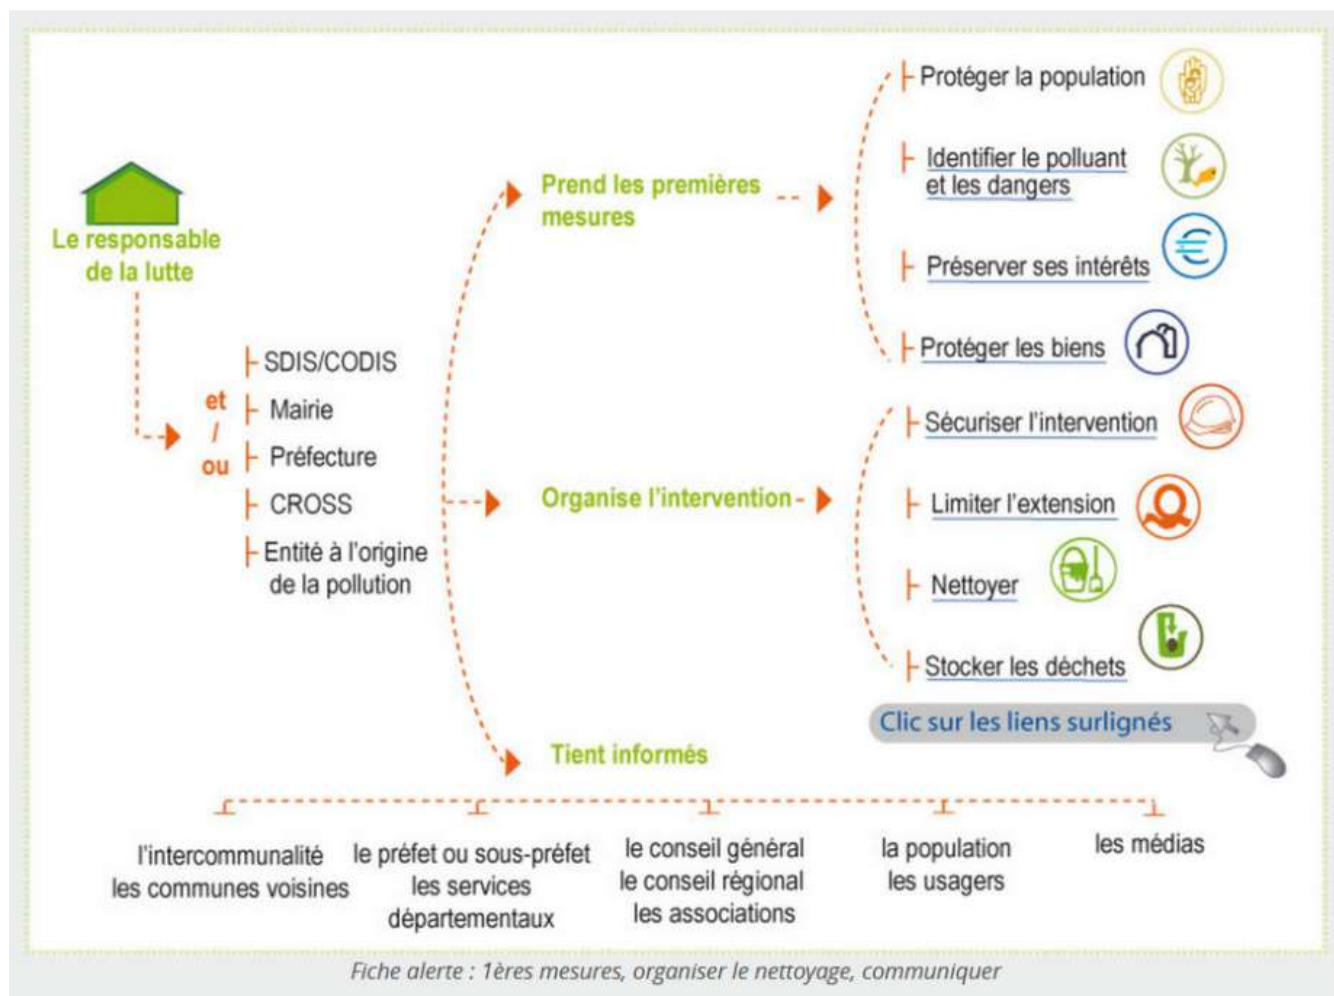 Le responsable
de la lutte
et
/
ou
SDIS/CODIS
Mairie
Préfecture
CROSS
Entité à l'origine
de la pollution
Prend les premières
mesures
Protéger la population
Identifier le polluant
et les dangers
Préserver ses intérêts
Protéger les biens
Organise l'intervention
Sécuriser l'intervention
Limiter l'extension
Nettoyer
Stocker les déchets
Clic sur les liens surlignés
Tient informés
l'intercommunalité
les communes voisines
le préfet ou sous-préfet
les services
départementaux
le conseil général
le conseil régional
les associations
la population
les usagers
les médias
Fiche alerte : 1ères mesures, organiser le nettoyage, communiquer